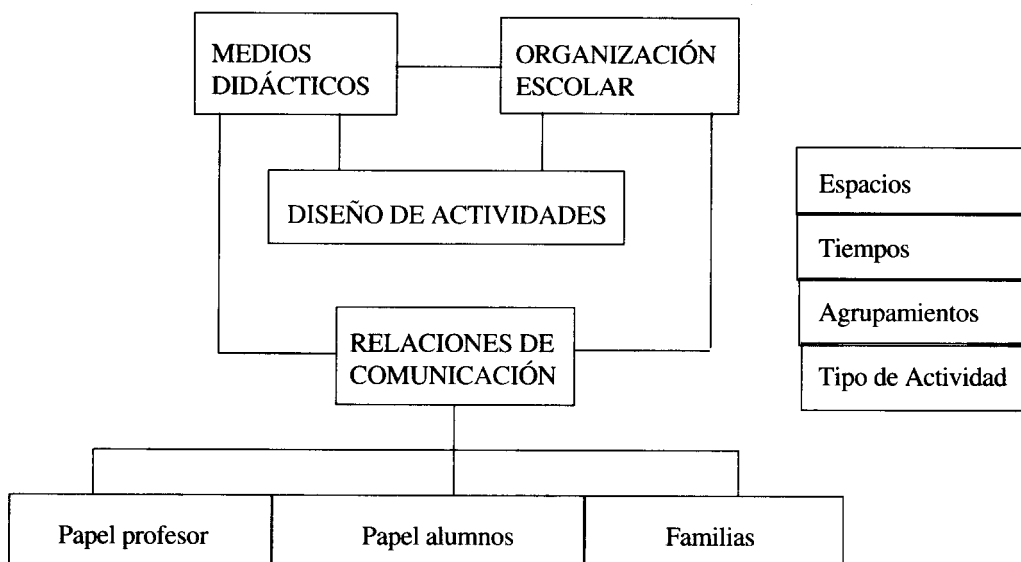 MEDIOS
DIDÁCTICOS
ORGANIZACIÓN
ESCOLAR
DISEÑO DE ACTIVIDADES
RELACIONES DE
COMUNICACIÓN
Espacios
Tiempos
Agrupamientos
Tipo de Actividad
Papel profesor
Papel alumnos
Familias